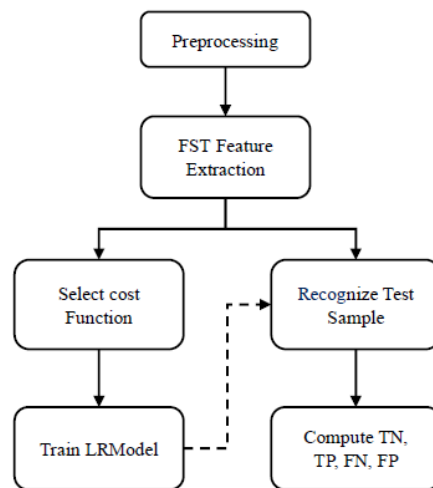 Preprocessing
FST Feature
Extraction
Select cost
Function
Recognize Test
Sample
Train LRModel
Compute TN,
TP, FN, FP